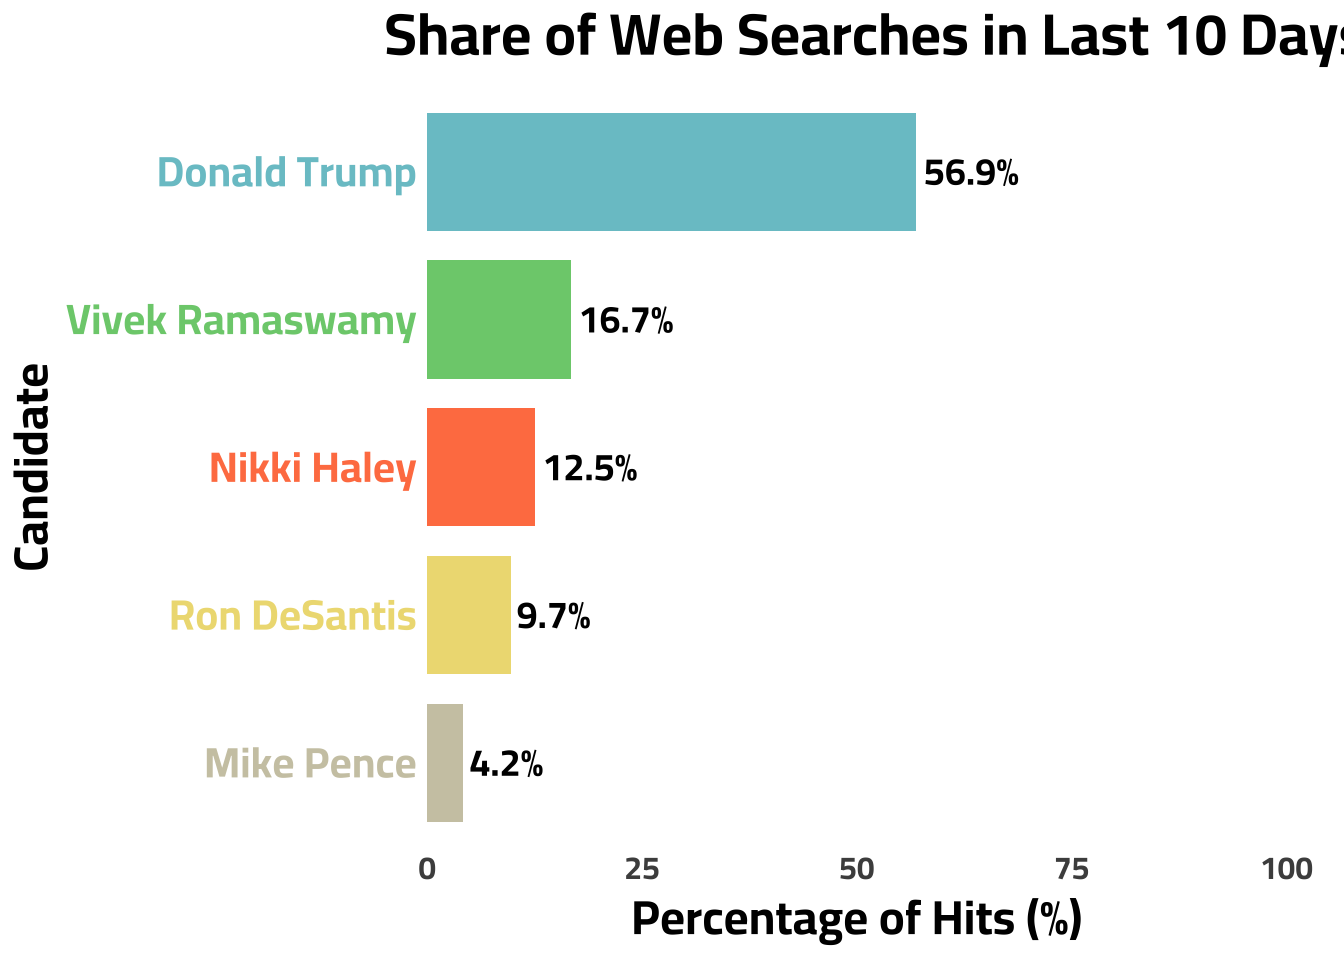 Share of Web Searches in Last 10 Days
Donald Trump
56.9%
Vivek Ramaswamy
16.7%
Nikki Haley
12.5%
Ron DeSantis
9.7%
Mike Pence
4.2%
Candidate
0 25 50 75 100
Percentage of Hits (%)